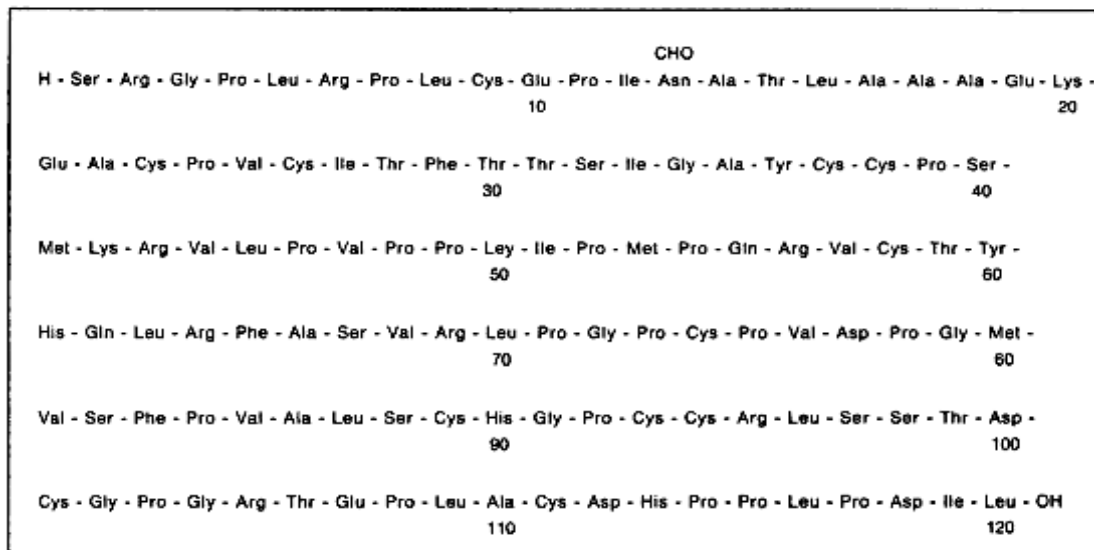 CHO
H - Ser - Arg - Gly - Pro - Leu - Arg - Pro - Leu - Cys - Glu - Pro - Ile - Asn - Ala - Thr - Leu - Ala - Ala - Ala - Glu - Lys -
10 20
Glu - Ala - Cys - Pro - Val - Cys - Ile - Thr - Phe - Thr - Thr - Ser - Ile - Gly - Ala - Tyr - Cys - Cys - Pro - Ser -
30 40
Met - Lys - Arg - Val - Leu - Pro - Val - Pro - Pro - Ley - Ile - Pro - Met - Pro - Gln - Arg - Val - Cys - Thr - Tyr -
50 60
His - Gln - Leu - Arg - Phe - Ala - Ser - Val - Arg - Leu - Pro - Gly - Pro - Cys - Pro - Val - Asp - Pro - Gly - Met -
70 60
Val - Ser - Phe - Pro - Val - Ala - Leu - Ser - Cys - His - Gly - Pro - Cys - Cys - Arg - Leu - Ser - Ser - Thr - Asp -
90 100
Cys - Gly - Pro - Gly - Arg - Thr - Glu - Pro - Leu - Ala - Cys - Asp - His - Pro - Pro - Leu - Pro - Asp - Ile - Leu - OH
110 120